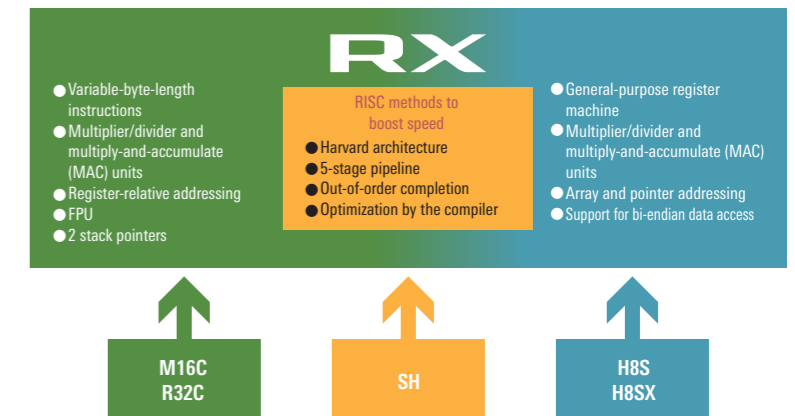 RX
● Variable-byte-length
instructions
● Multiplier/divider and
multiply-and-accumulate
(MAC) units
● Register-relative addressing
● FPU
● 2 stack pointers
RISC methods to
boost speed
● Harvard architecture
● 5-stage pipeline
● Out-of-order completion
● Optimization by the compiler
● General-purpose register
machine
● Multiplier/divider and
multiply-and-accumulate (MAC)
units
● Array and pointer addressing
● Support for bi-endian data access
M16C
R32C
SH
H8S
H8SX